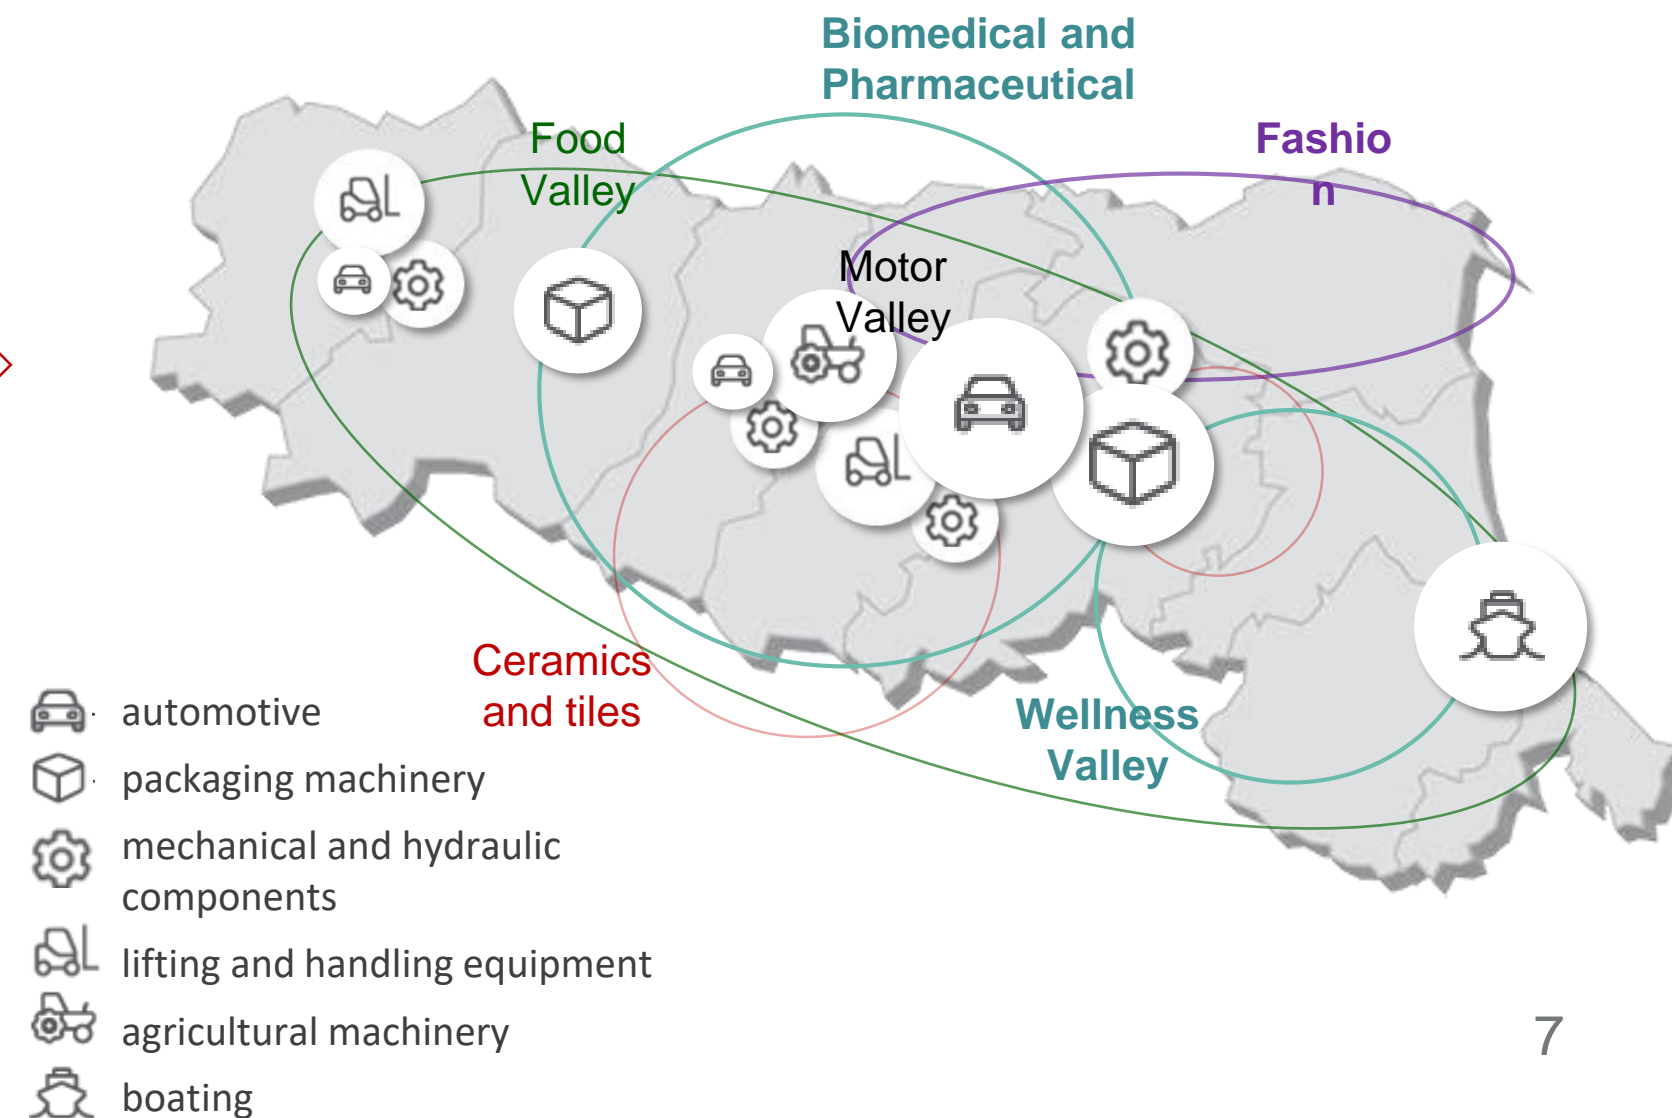 Biomedical and
Pharmaceutical
Food
Valley
Fashio
n
Motor
Valley
Ceramics
and tiles
Wellness
Valley
automotive
packaging machinery
mechanical and hydraulic
components
lifting and handling equipment
agricultural machinery
boating
7